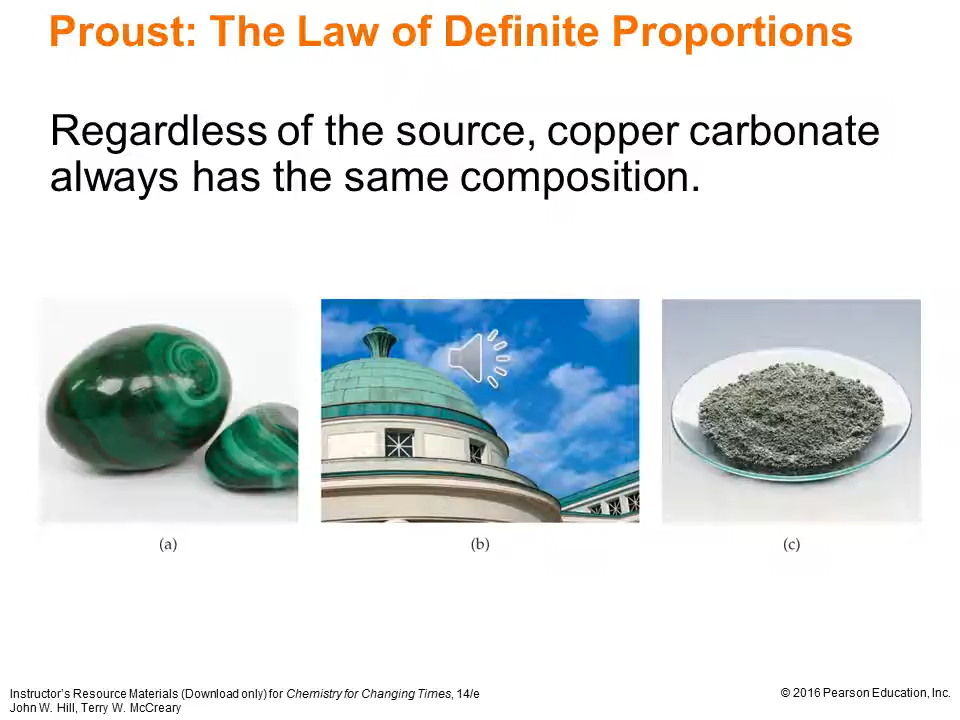 Proust: The Law of Definite Proportions
Regardless of the source, copper carbonate
always has the same composition.
(a)
(b)
(c)
Instructor's Resource Materials (Download only) for Chemistry for Changing Times, 14/e
John W. Hill, Terry W. McCreary
© 2016 Pearson Education, Inc.